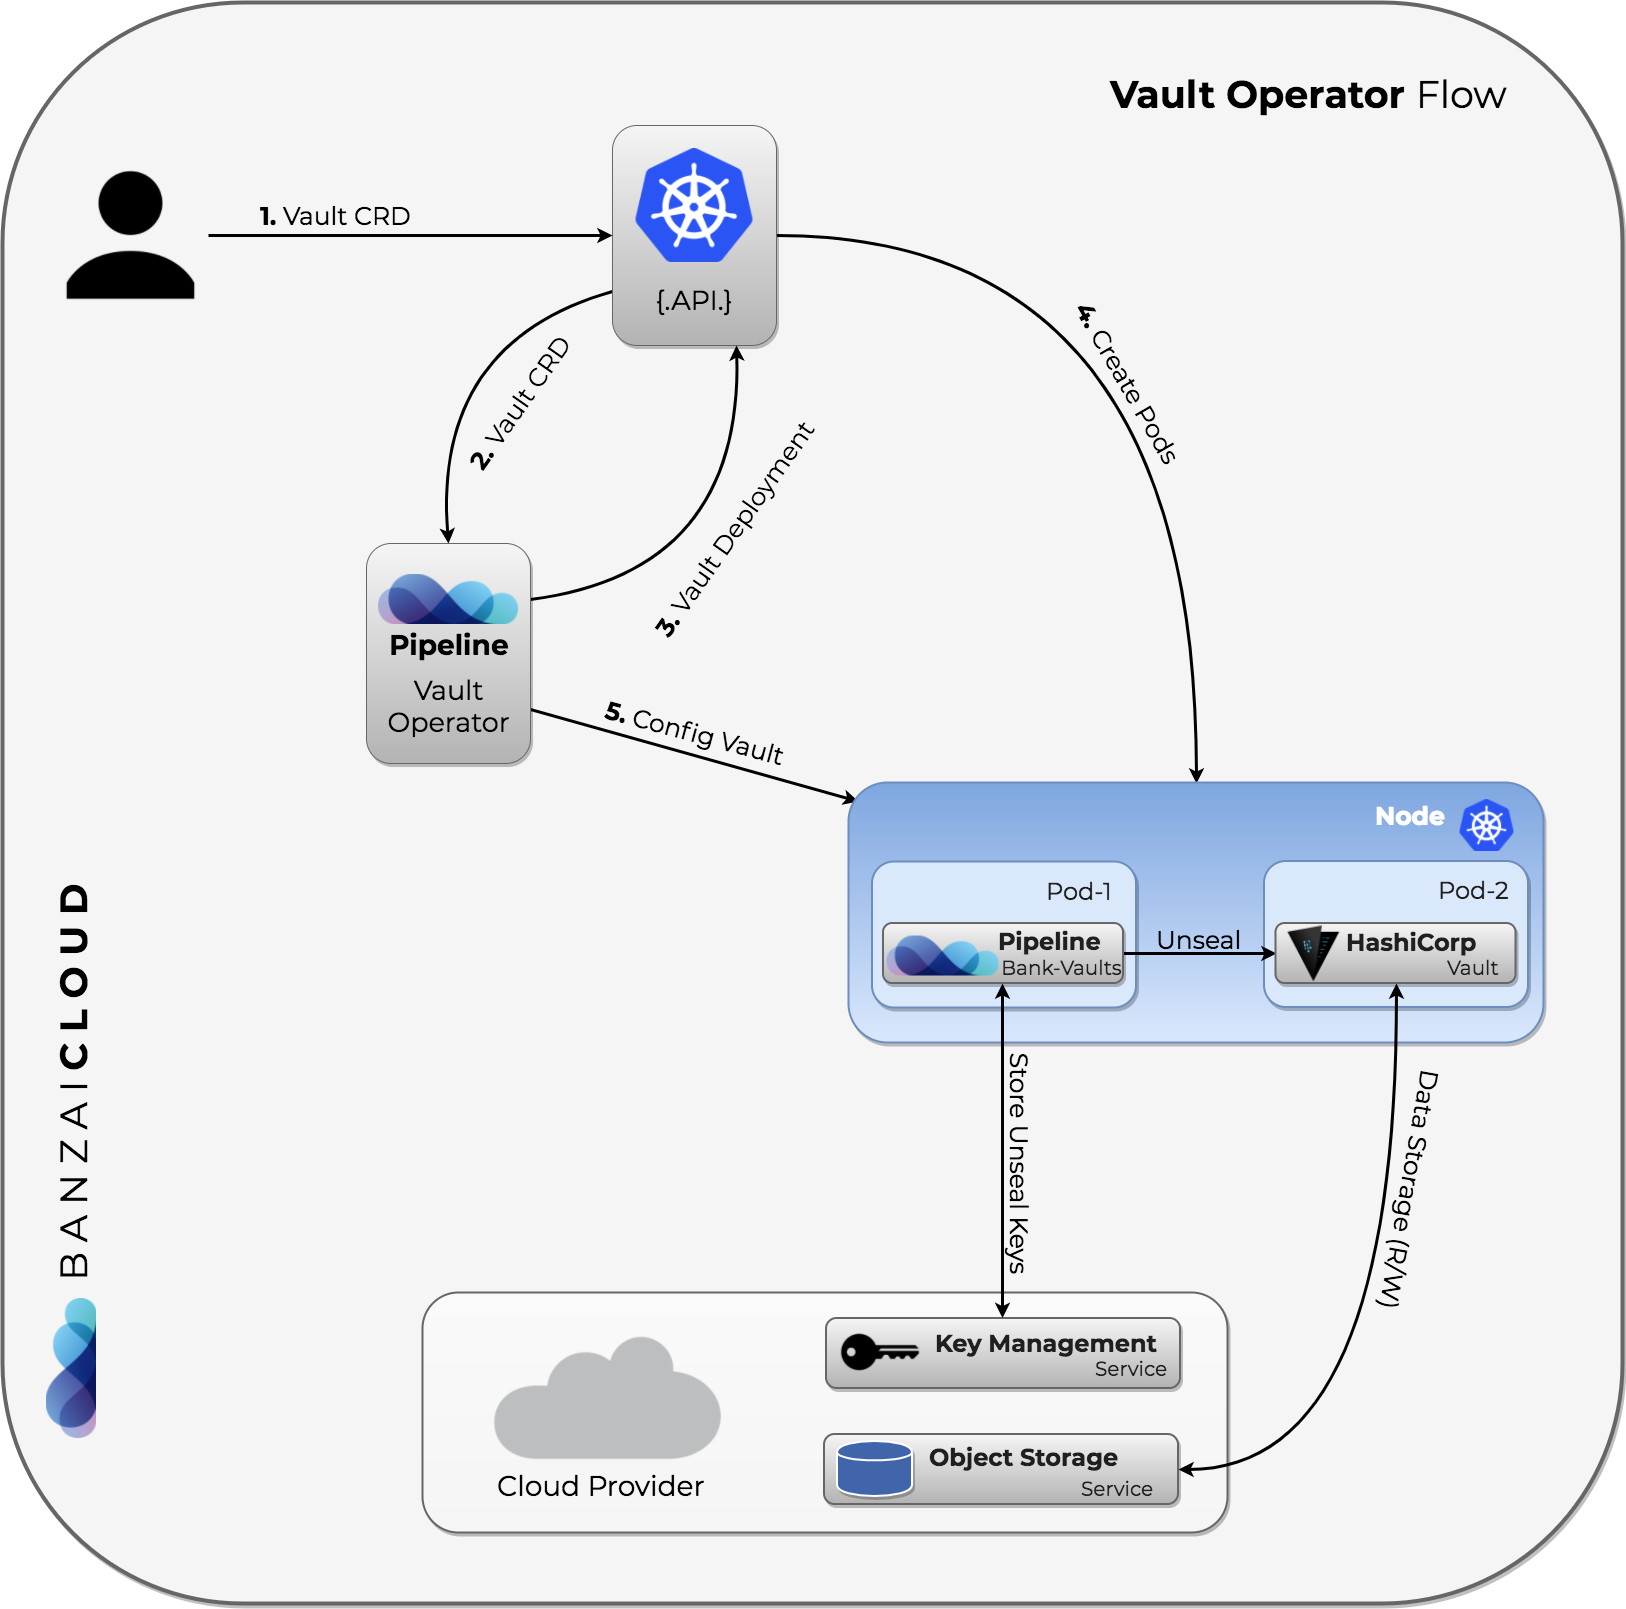 Vault Operator Flow
1. Vault CRD
{.API.}
2. Vault CRD
3. Vault Deployment
4. Create Pods
Pipeline
Vault
Operator
5. Config Vault
Node
Pod-1
Pipeline
Bank-Vaults
Unseal
Pod-2
HashiCorp
Vault
Store Unseal Keys
Data Storage (R/W)
Cloud Provider
Key Management
Service
Object Storage
Service
BANZAICLOUD